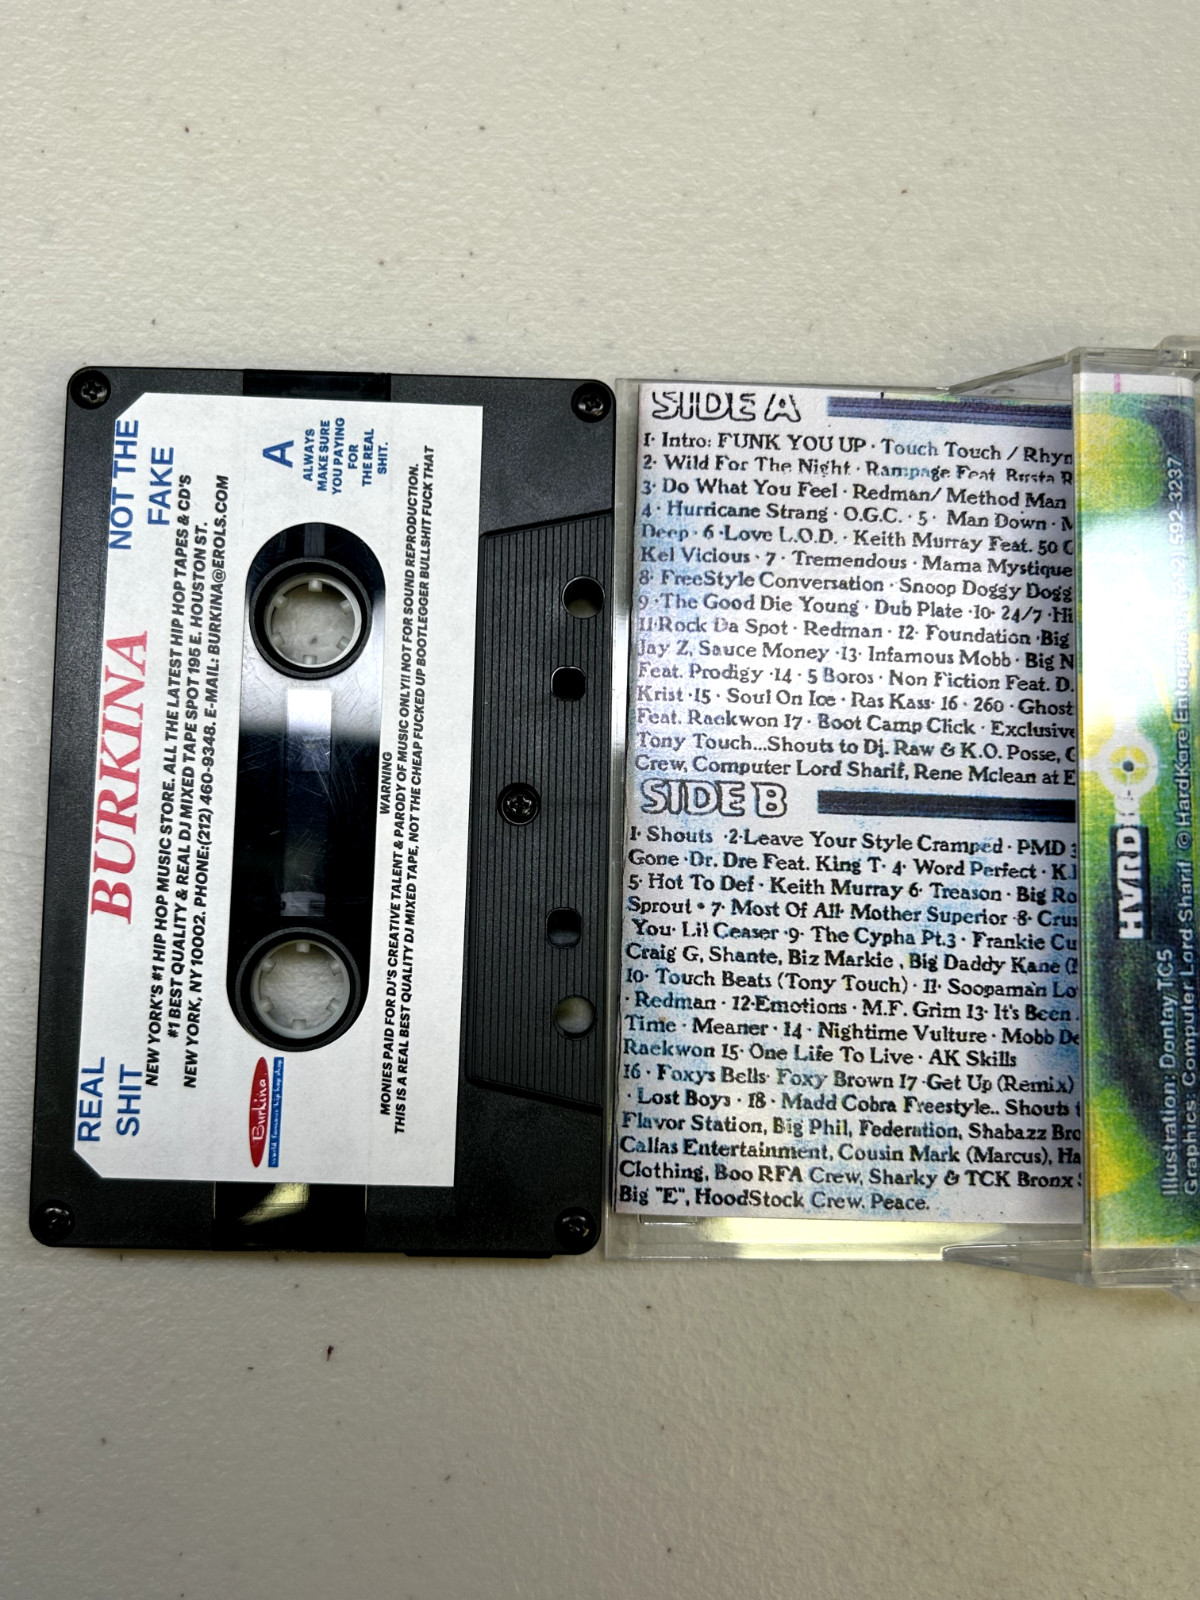 REAL
SHIT
BURKINA
NOT THE
FAKE
NEW YORK'S #1 HIP HOP MUSIC STORE. ALL THE LATEST HIP HOP TAPES & CD'S
#1 BEST QUALITY & REAL DJ MIXED TAPE SPOT 195 E. HOUSTON ST.
NEW YORK, NY 10002. PHONE:(212) 460-9348. E-MAIL: BURKINA@EROLS.COM
Burkina.
world famous hip hop shop
A
ALWAYS
MAKE SURE
YOU PAYING
FOR
THE REAL
SHIT.
WARNING
MONIES PAID FOR DJ'S CREATIVE TALENT & PARODY OF MUSIC ONLY!! NOT FOR SOUND REPRODUCTION.
THIS IS A REAL BEST QUALITY DJ MIXED TAPE, NOT THE CHEAP FUCKED UP BOOTLEGGER BULLSHIT FUCK THAT
SIDE A
1· Intro: FUNK YOU UP · Touch Touch / Rhyn
2· Wild For The Night · Rampage Feat Busta R
3· Do What You Feel · Redman/ Method Man
4 · Hurricane Strang · O.G.C. · 5· Man Down · M
Deep · 6 ·Love L.O.D. · Keith Murray Feat. 50 C
Kel Vicious · 7 · Tremendous · Mama Mystique
8· FreeStyle Conversation · Snoop Doggy Dogg
9 ·The Good Die Young · Dub Plate ·10· 24/7 ·Hi
11·Rock Da Spot · Redman · 12· Foundation ·Big
Jay Z, Sauce Money ·13· Infamous Mobb · Big N
Feat. Prodigy ·14 · 5 Boros · Non Fiction Feat. D.
Krist ·15 · Soul On Ice · Ras Kass· 16 · 260 · Ghost
Feat. Raekwon 17 · Boot Camp Click · Exclusive
Tony Touch...Shouts to Dj. Raw & K.O. Posse, C
Crew, Computer Lord Sharif, Rene Mclean at E
SIDE B
1· Shouts ·2·Leave Your Style Cramped · PMD 3
Gone ·Dr. Dre Feat. King T· 4· Word Perfect · K.
5· Hot To Def · Keith Murray 6· Treason · Big Ro
Sprout • 7· Most Of All· Mother Superior ·8· Crus
You· Lil Ceaser ·9· The Cypha Pt.3 · Frankie Cu
Craig G, Shante, Biz Markie , Big Daddy Kane (
10· Touch Beats (Tony Touch) · 11· Soopaman Lo
· Redman · 12·Emotions · M.F. Grim 13· It's Been
Time · Meaner · 14 · Nightime Vulture · Mobb De
Raekwon 15· One Life To Live · AK Skills
16 · Foxys Bells· Foxy Brown 17 ·Get Up (Remix)
· Lost Boys · 18 · Madd Cobra Freestyle.. Shouts t
Flavor Station, Big Phil, Federation, Shabazz Bro
Callas Entertainment, Cousin Mark (Marcus), Ha
Clothing, Boo RFA Crew, Sharky & TCK Bronx
Big "E", HoodStock Crew. Peace.
Illustration: Dontay TC5
Graphics: Computer Lord Sharif © HardKore 592-3237